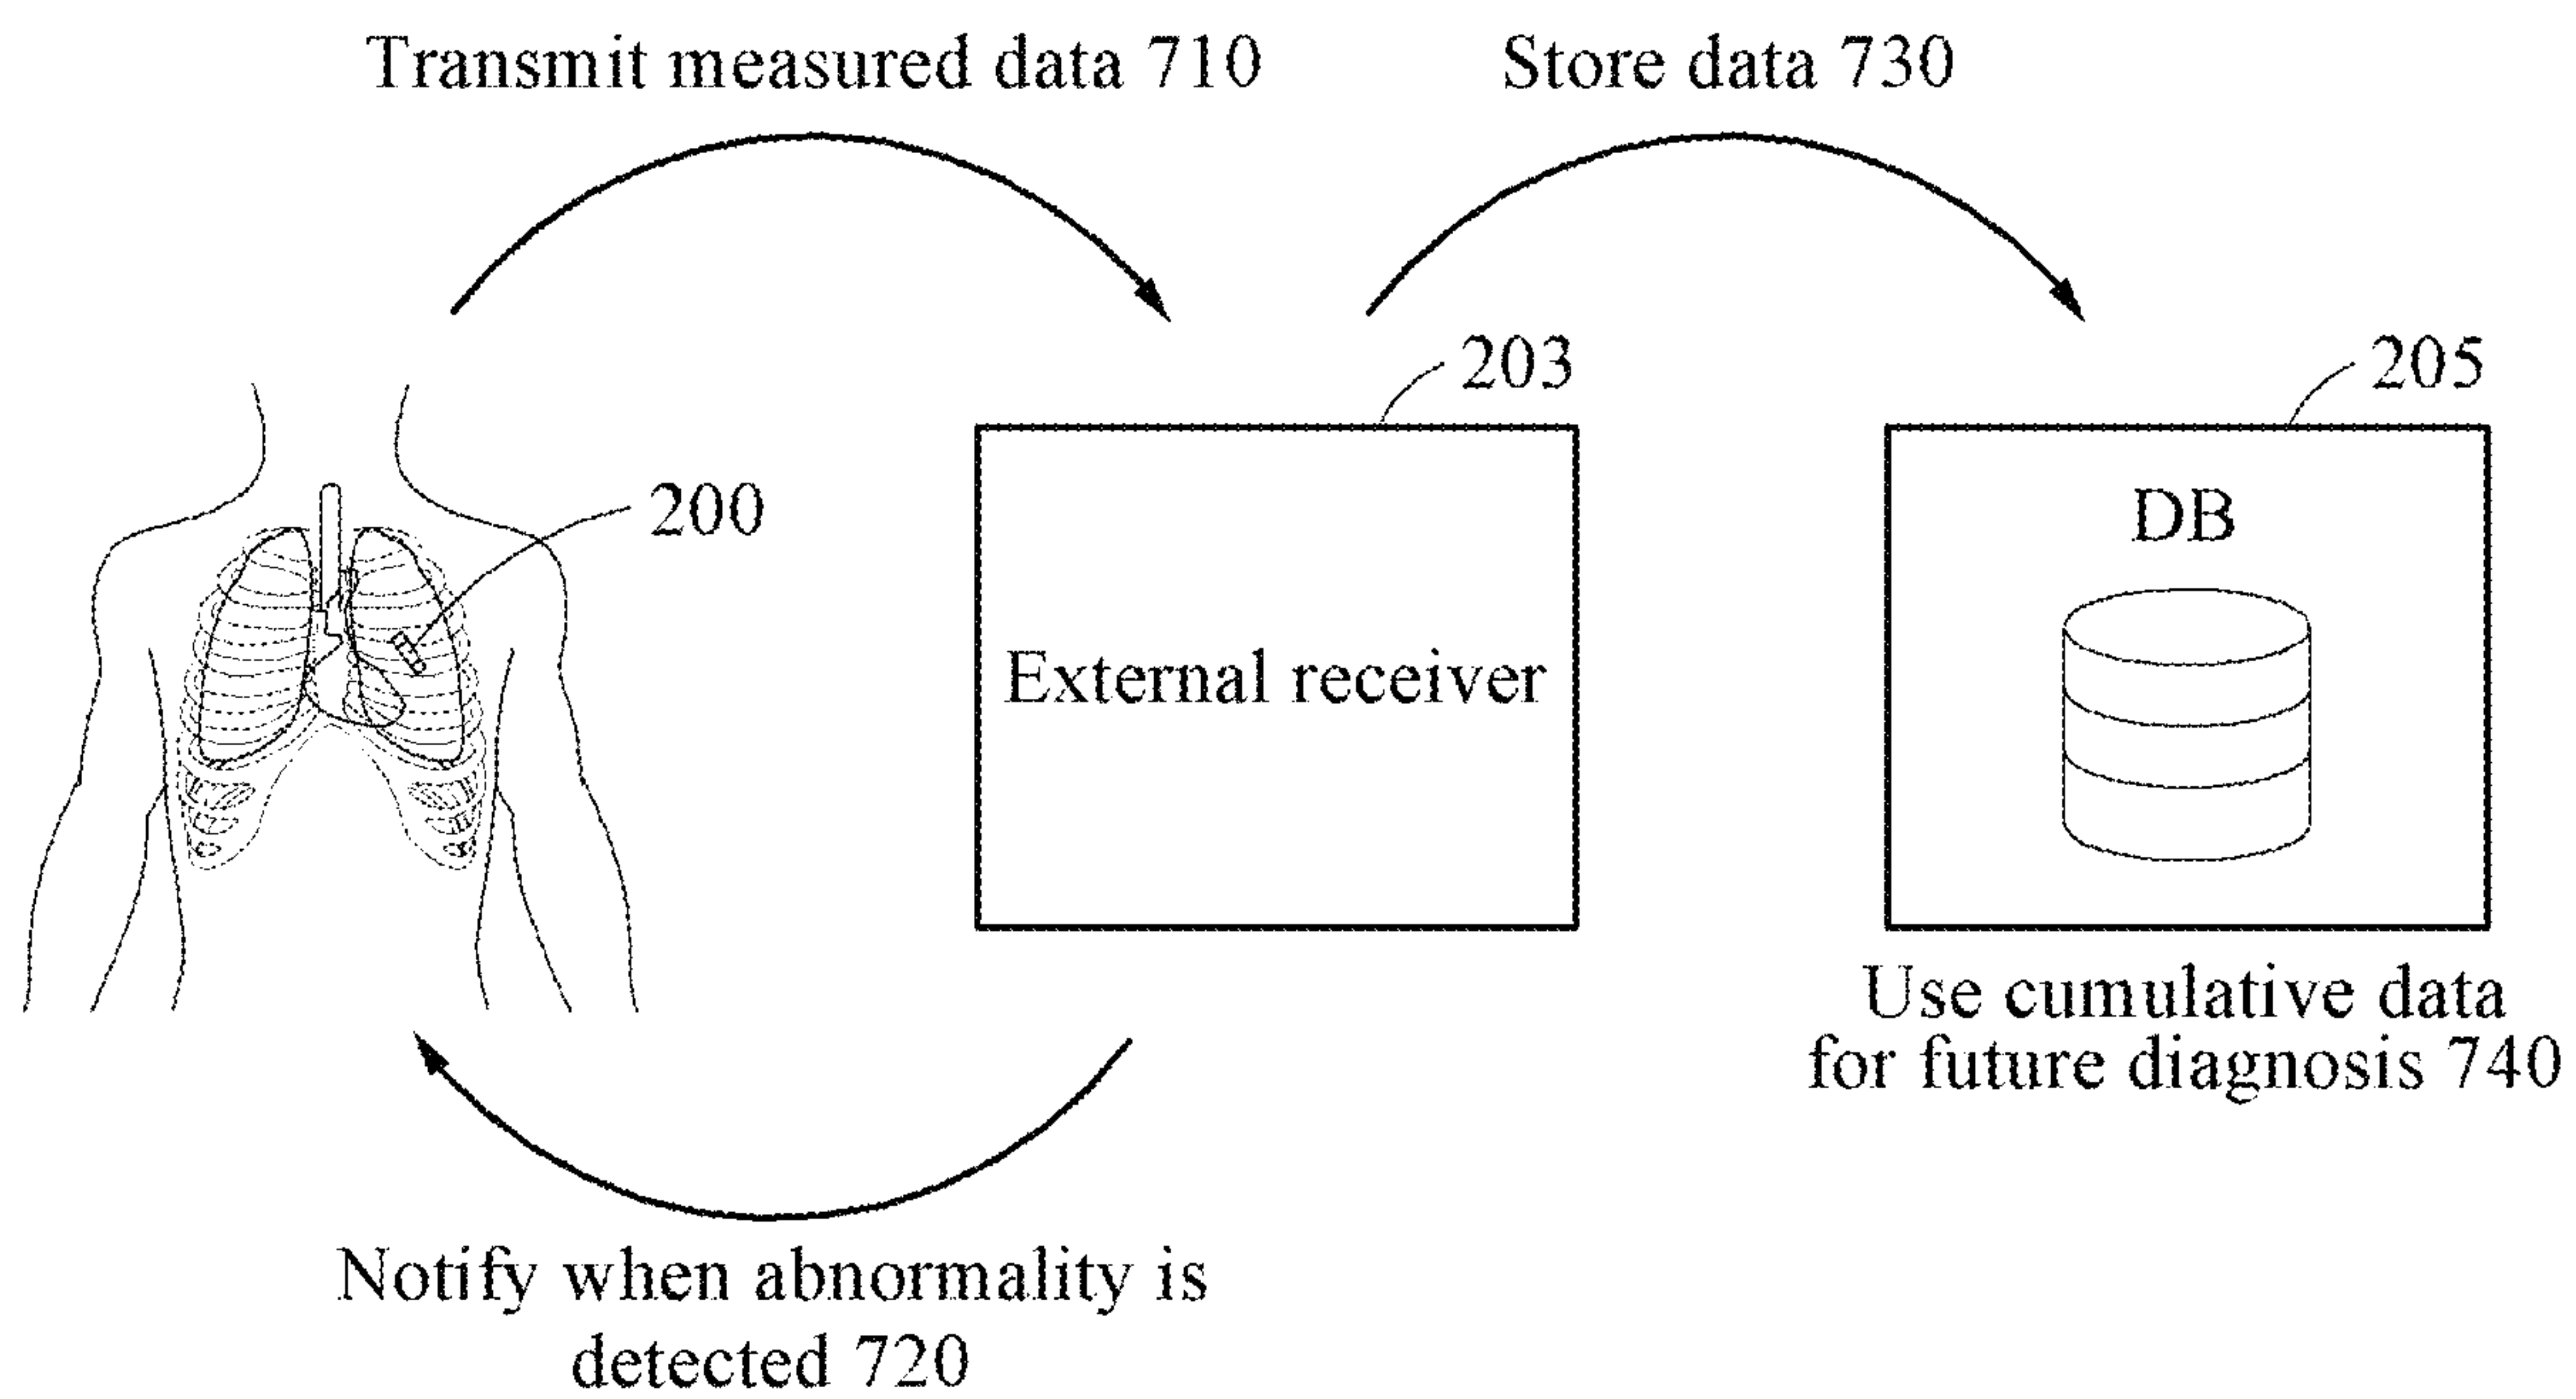 Transmit measured data 710
Store data 730
203
205
200
DB
External receiver
Use cumulative data
for future diagnosis 740
Notify when abnormality is
detected 720